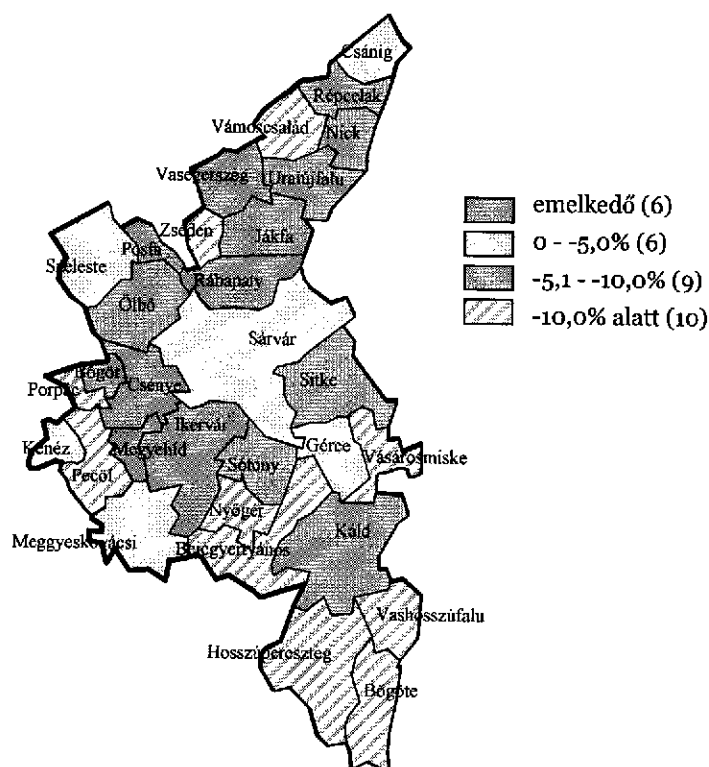 Csánig
Répcelak
Vámoscsalád
Nick
Vasegerszeg
Uraiújfalu
Zsédeny
Jákfa
Pósfa
Szeleste
Rábapaty
Ölbő
Sárvár
Bögöt
Sitke
Porpác
Csénye
Ikervár
Gérce
Kenéz
Megyehíd
Sótony
Vásárosmiske
Pecöl
Nyőgér
Káld
Meggyeskovácsi
Bejcgyertyános
Vashosszúfalu
Hosszúpereszteg
Bögöte
emelkedő (6)
0 - -5,0% (6)
-5,1 - -10,0% (9)
-10,0% alatt (10)